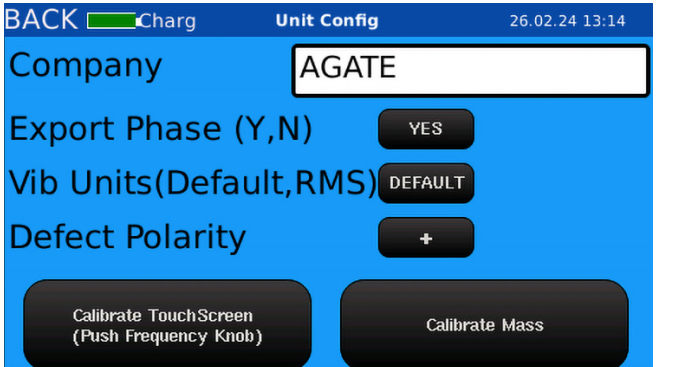 BACK Charg Unit Config 26.02.24 13:14
Company AGATE
Export Phase (Y,N) YES
Vib Units(Default,RMS) DEFAULT
Defect Polarity +
Calibrate TouchScreen
(Push Frequency Knob)
Calibrate Mass